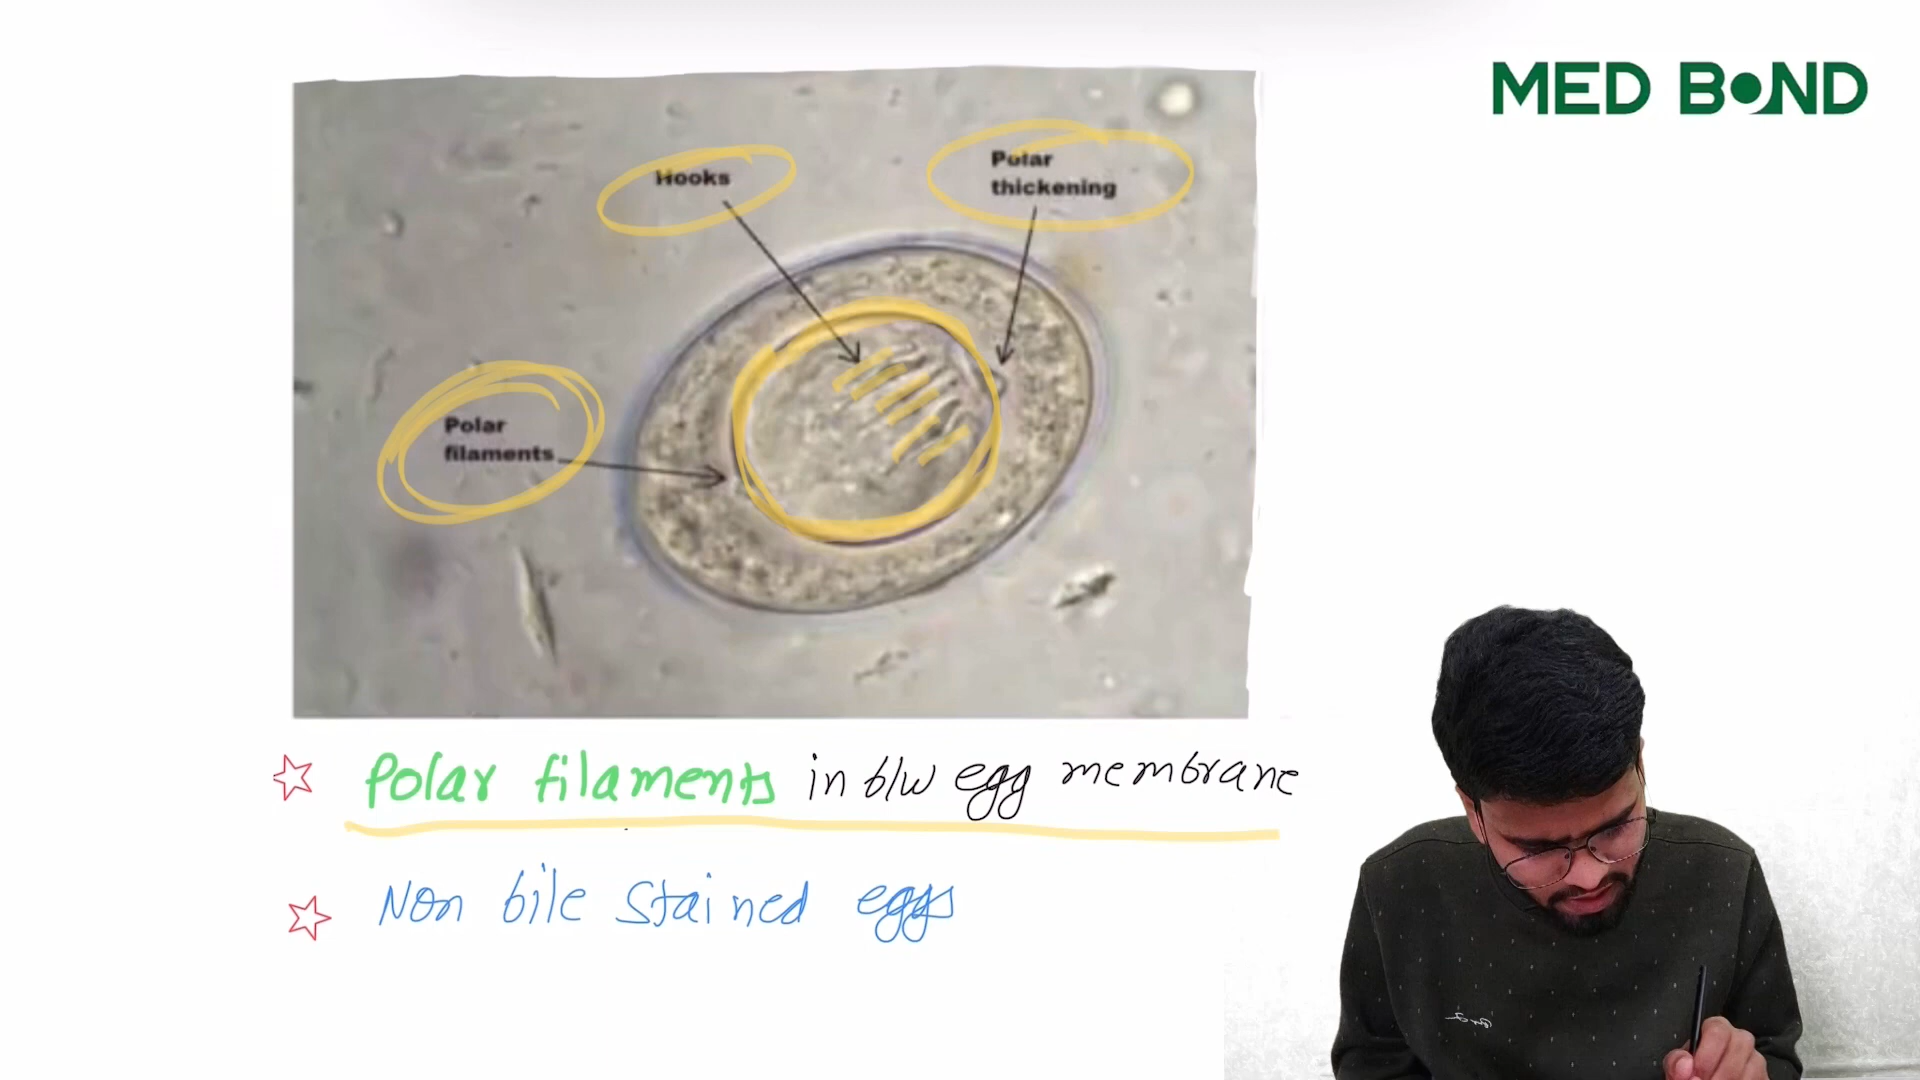 MED BOND
Hooks
Polar
thickening
Polar
filaments
Polar filaments in b/w egg membrane
Non bile stained eggs